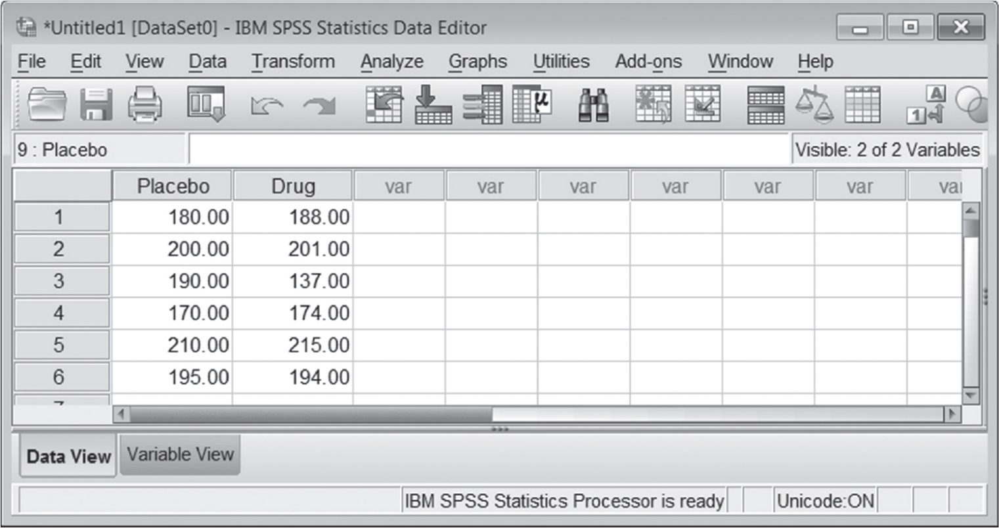 *Untitled1 [DataSet0] - IBM SPSS Statistics Data Editor
File Edit View Data Transform Analyze Graphs Utilities Add-ons Window Help
μ A 1
9 : Placebo Visible: 2 of 2 Variables
Placebo Drug var var var var var var var
1 180.00 188.00
2 200.00 201.00
3 190.00 137.00
4 170.00 174.00
5 210.00 215.00
6 195.00 194.00
Data View Variable View
IBM SPSS Statistics Processor is ready Unicode:ON